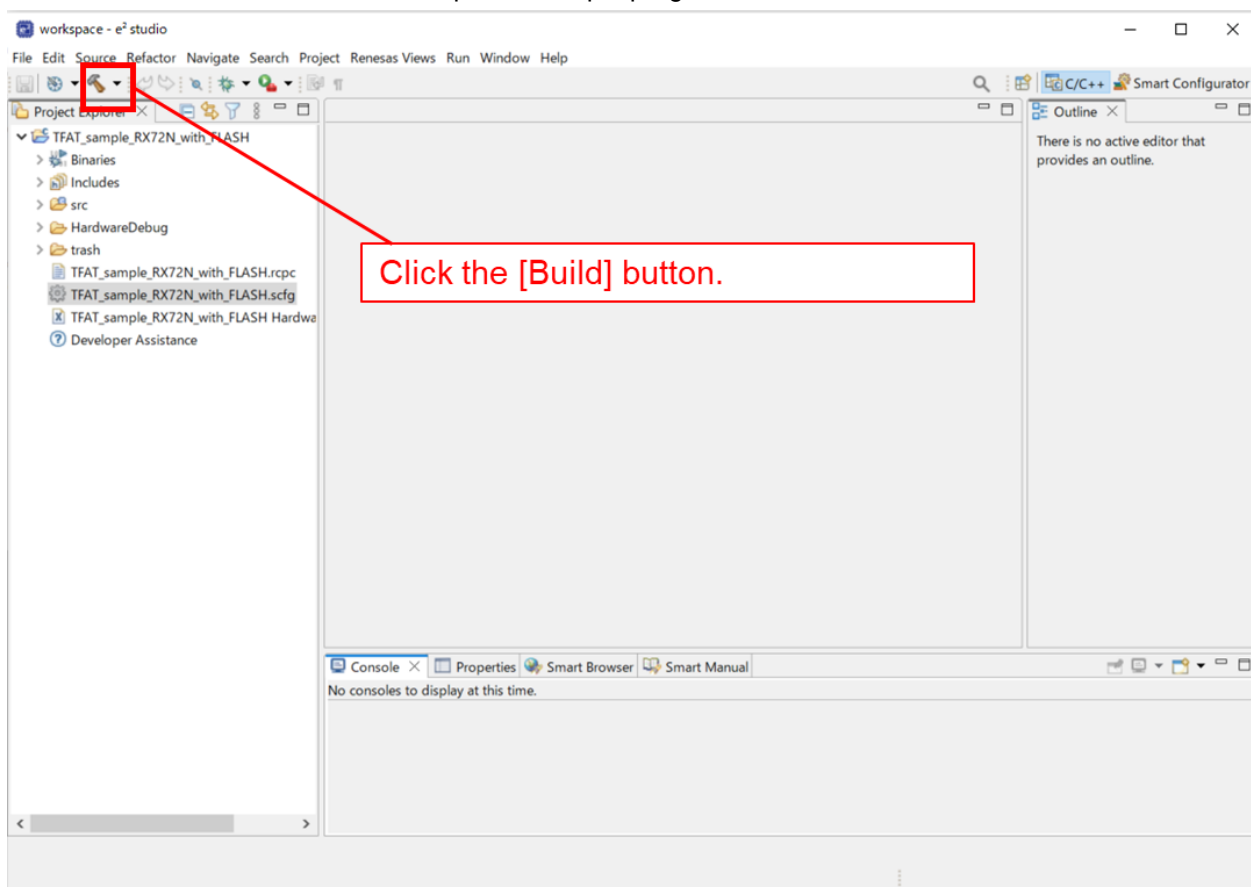 workspace - e² studio
File Edit Source Refactor Navigate Search Project Renesas Views Run Window Help
C/C++ Smart Configurator
Project Explorer
Outline
TFAT_sample_RX72N_with_FLASH
There is no active editor that
provides an outline.
Binaries
Includes
src
HardwareDebug
trash
TFAT_sample_RX72N_with_FLASH.rcpc
TFAT_sample_RX72N_with_FLASH.scfg
TFAT_sample_RX72N_with_FLASH Hardwa
Developer Assistance
Click the [Build] button.
Console Properties Smart Browser Smart Manual
No consoles to display at this time.